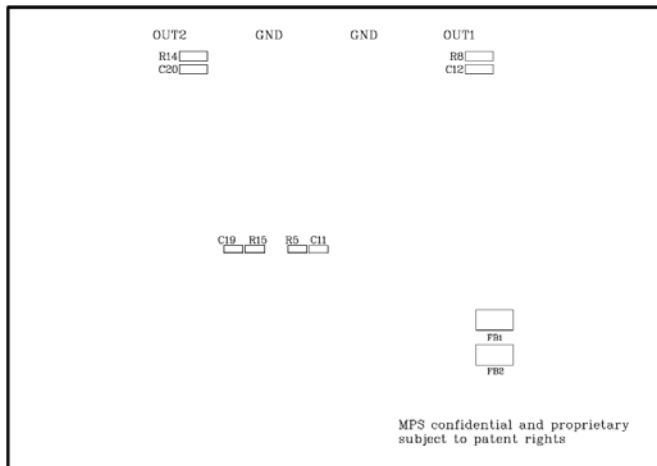 OUT2 GND GND OUT1
R14 R8
C20 C12
C19 R15 R5 C11
FB1
FB2
MPS confidential and proprietary
subject to patent rights